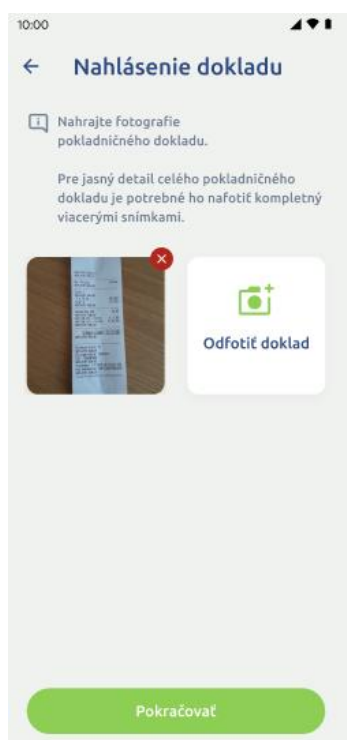 10:00
Nahlásenie dokladu
Nahrajte fotografie
pokladničného dokladu.
Pre jasný detail celého pokladničného
dokladu je potrebné ho nafotiť kompletný
viacerými snímkami.
Odfotiť doklad
Pokračovať